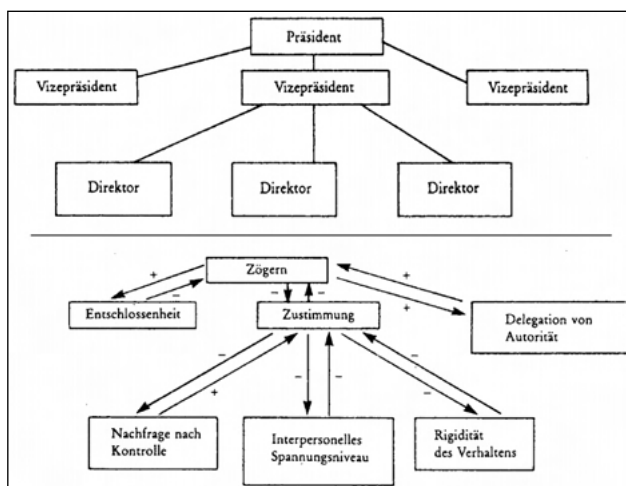 Präsident
Vizepräsident Vizepräsident Vizepräsident
Direktor Direktor Direktor
+ Zögern +
− − − +
Entschlossenheit Zustimmung Delegation von
Autorität
− + − − − −
Nachfrage nach Interpersonelles Rigidität
Kontrolle Spannungsniveau des Verhaltens